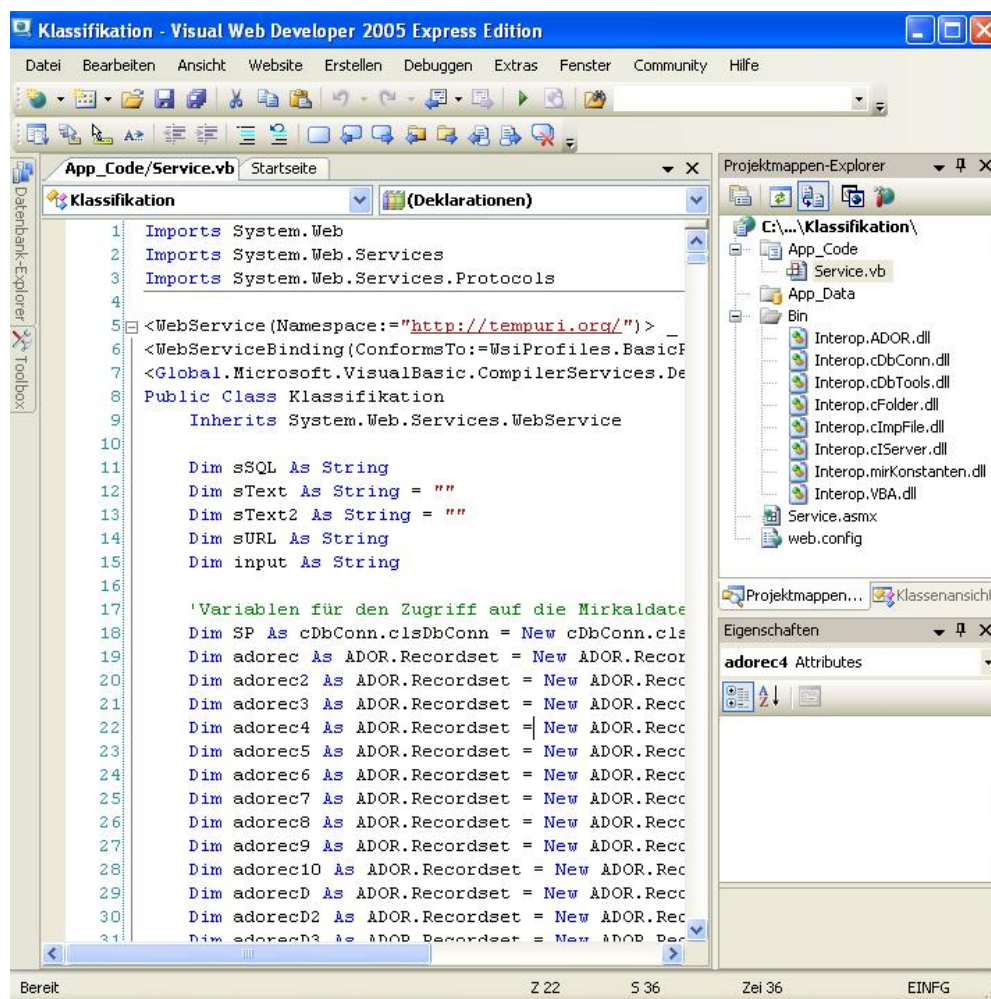 Klassifikation - Visual Web Developer 2005 Express Edition
Datei Bearbeiten Ansicht Website Erstellen Debuggen Extras Fenster Community Hilfe
Datenbank-Explorer
Toolbox
App_Code/Service.vb Startseite
Klassifikation (Deklarationen)
1 Imports System.Web
2 Imports System.Web.Services
3 Imports System.Web.Services.Protocols
4
5 <WebService(Namespace:="http://tempuri.org/")> _
6 <WebServiceBinding(ConformsTo:=WsiProfiles.BasicP
7 <Global.Microsoft.VisualBasic.CompilerServices.De
8 Public Class Klassifikation
9 Inherits System.Web.Services.WebService
10
11 Dim sSQL As String
12 Dim sText As String = ""
13 Dim sText2 As String = ""
14 Dim sURL As String
15 Dim input As String
16
17 'Variablen für den Zugriff auf die Mirkaldate
18 Dim SP As cDbConn.clsDbConn = New cDbConn.cls
19 Dim adorec As ADOR.Recordset = New ADOR.Recor
20 Dim adorec2 As ADOR.Recordset = New ADOR.Reco
21 Dim adorec3 As ADOR.Recordset = New ADOR.Reco
22 Dim adorec4 As ADOR.Recordset = New ADOR.Reco
23 Dim adorec5 As ADOR.Recordset = New ADOR.Reco
24 Dim adorec6 As ADOR.Recordset = New ADOR.Reco
25 Dim adorec7 As ADOR.Recordset = New ADOR.Reco
26 Dim adorec8 As ADOR.Recordset = New ADOR.Reco
27 Dim adorec9 As ADOR.Recordset = New ADOR.Reco
28 Dim adorec10 As ADOR.Recordset = New ADOR.Rec
29 Dim adorecD As ADOR.Recordset = New ADOR.Reco
30 Dim adorecD2 As ADOR.Recordset = New ADOR.Rec
31 Dim adorecD3 As ADOR.Recordset = New ADOR.Rec
Projektmappen-Explorer
C:\...\Klassifikation\
App_Code
Service.vb
App_Data
Bin
Interop.ADOR.dll
Interop.cDbConn.dll
Interop.cDbTools.dll
Interop.cFolder.dll
Interop.cImpFile.dll
Interop.cIServer.dll
Interop.mirKonstanten.dll
Interop.VBA.dll
Service.asmx
web.config
Projektmappen... Klassenansicht
Eigenschaften
adorec4 Attributes
Bereit Z 22 S 36 Zei 36 EINFG